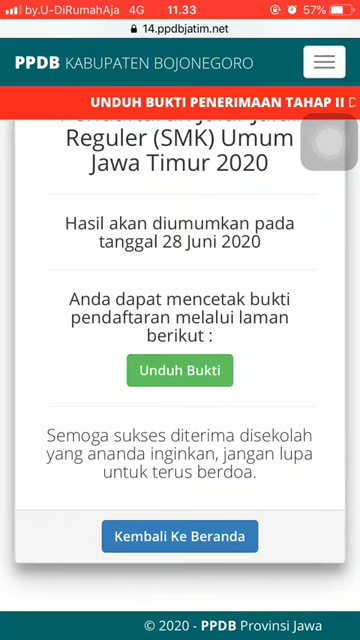 by.U-DiRumahAja 4G 11.33 57%
14.ppdbjatim.net
PPDB KABUPATEN BOJONEGORO
UNDUH BUKTI PENERIMAAN TAHAP II
Reguler (SMK) Umum
Jawa Timur 2020
Hasil akan diumumkan pada
tanggal 28 Juni 2020
Anda dapat mencetak bukti
pendaftaran melalui laman
berikut :
Unduh Bukti
Semoga sukses diterima disekolah
yang ananda inginkan, jangan lupa
untuk terus berdoa.
Kembali Ke Beranda
© 2020 - PPDB Provinsi Jawa